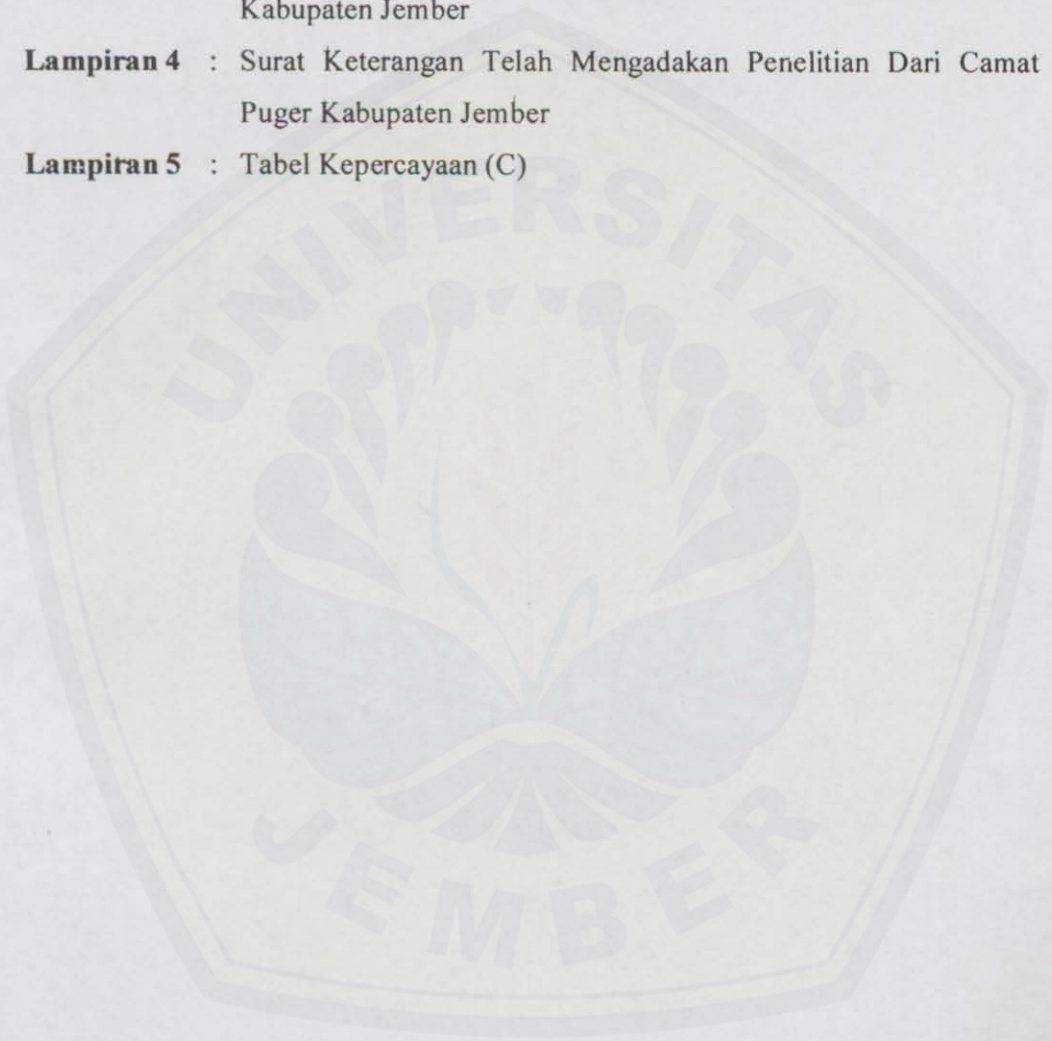 Kabupaten Jember
Lampiran 4 : Surat Keterangan Telah Mengadakan Penelitian Dari Camat
Puger Kabupaten Jember
Lampiran 5 : Tabel Kepercayaan (C)
UNIVERSITAS
JEMBER